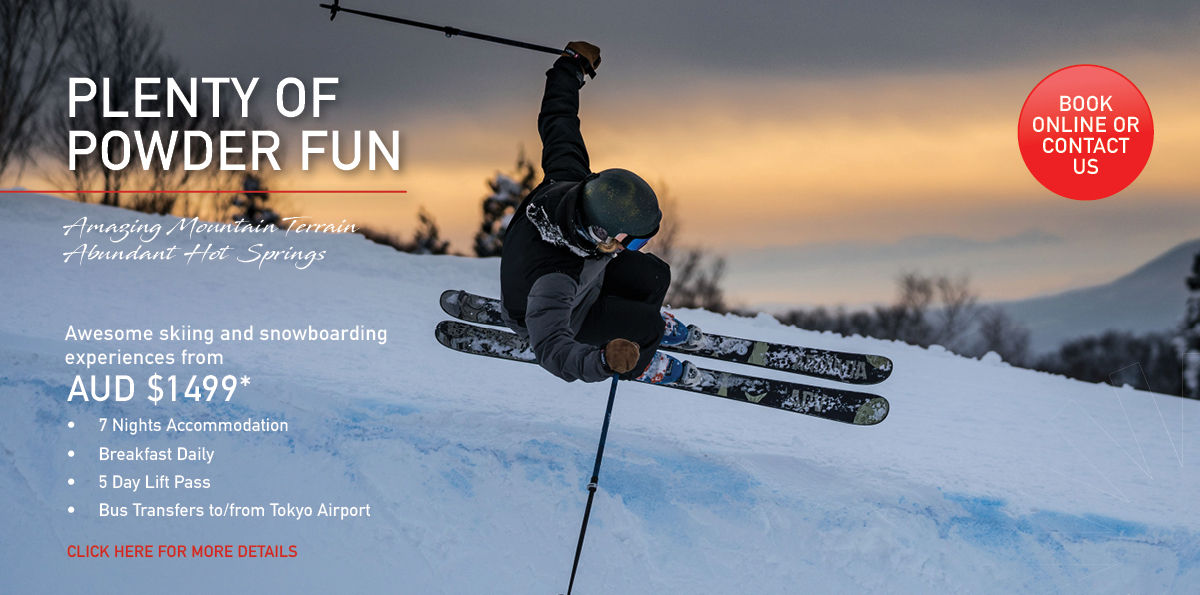 PLENTY OF
POWDER FUN
BOOK
ONLINE OR
CONTACT
US
Amazing Mountain Terrain
Abundant Hot Springs
Awesome skiing and snowboarding
experiences from
AUD $1499*
• 7 Nights Accommodation
• Breakfast Daily
• 5 Day Lift Pass
• Bus Transfers to/from Tokyo Airport
CLICK HERE FOR MORE DETAILS